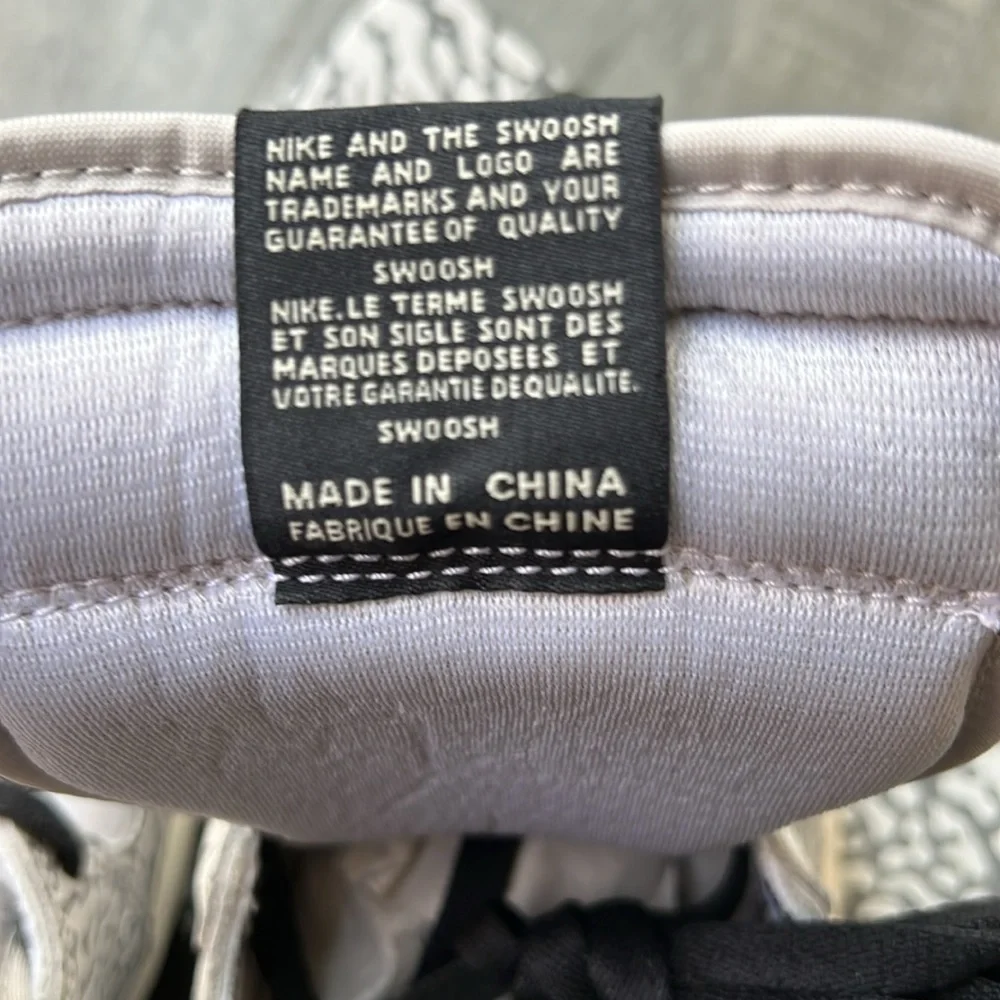 NIKE AND THE SWOOSH
NAME AND LOGO ARE
TRADEMARKS AND YOUR
GUARANTEE OF QUALITY
SWOOSH
NIKE.LE TERME SWOOSH
ET SON SIGLE SONT DES
MARQUES DEPOSEES ET
VOTRE GARANTIE DEQUALITE.
SWOOSH
MADE IN CHINA
FABRIQUE EN CHINE